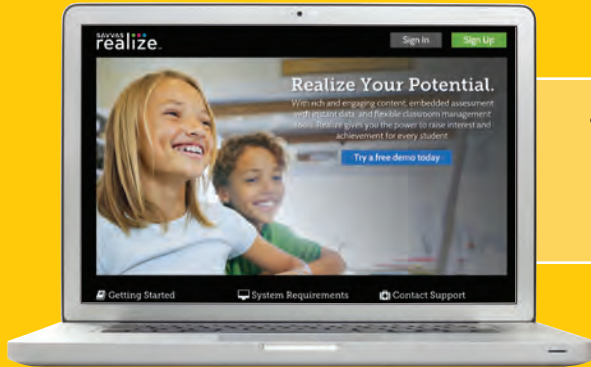 SAVVAS
realize™
Sign In
Sign Up
Realize Your Potential.
With rich and engaging content, embedded assessment
with instant data, and flexible classroom management
tools, Realize gives you the power to raise interest and
achievement for every student.
Try a free demo today
Getting Started
System Requirements
Contact Support